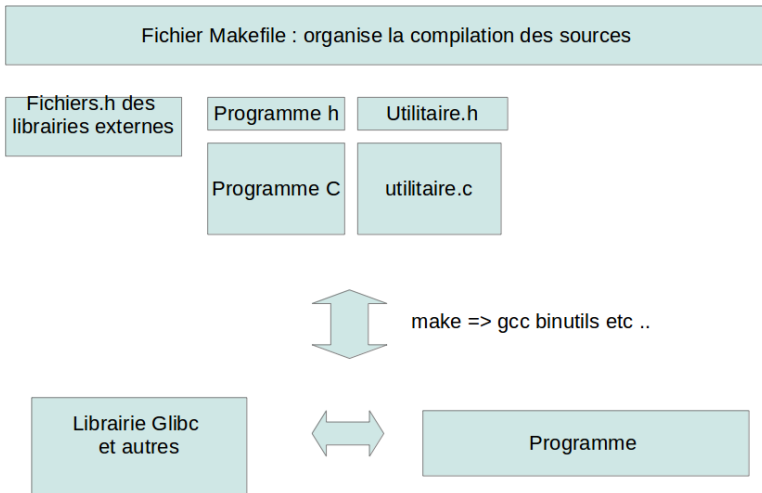 Fichier Makefile : organise la compilation des sources
Fichiers.h des
librairies externes
Programme h
Utilitaire.h
Programme C
utilitaire.c
make => gcc binutils etc ..
Librairie Glibc
et autres
Programme